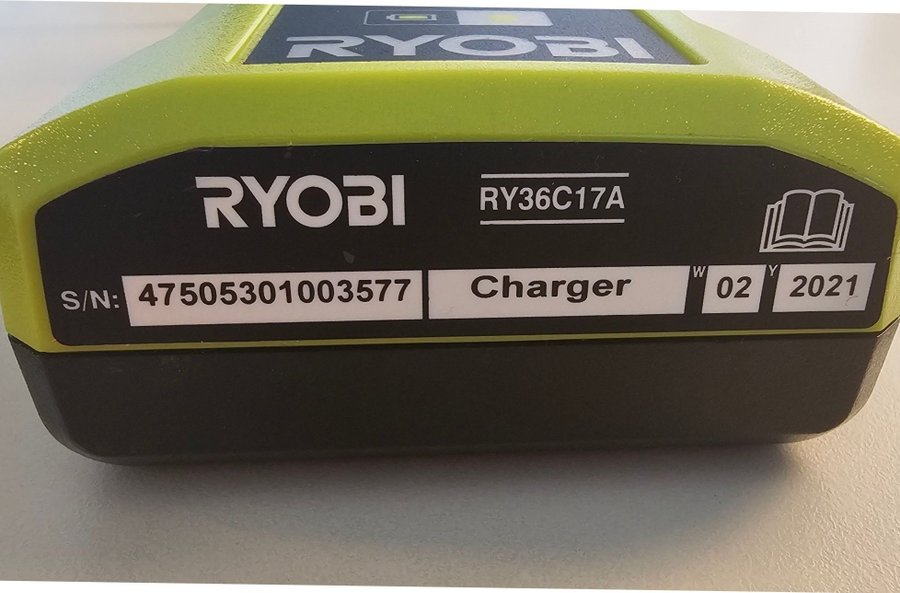 RYOBI
RYOBI RY36C17A
S/N: 47505301003577 Charger W 02 Y 2021